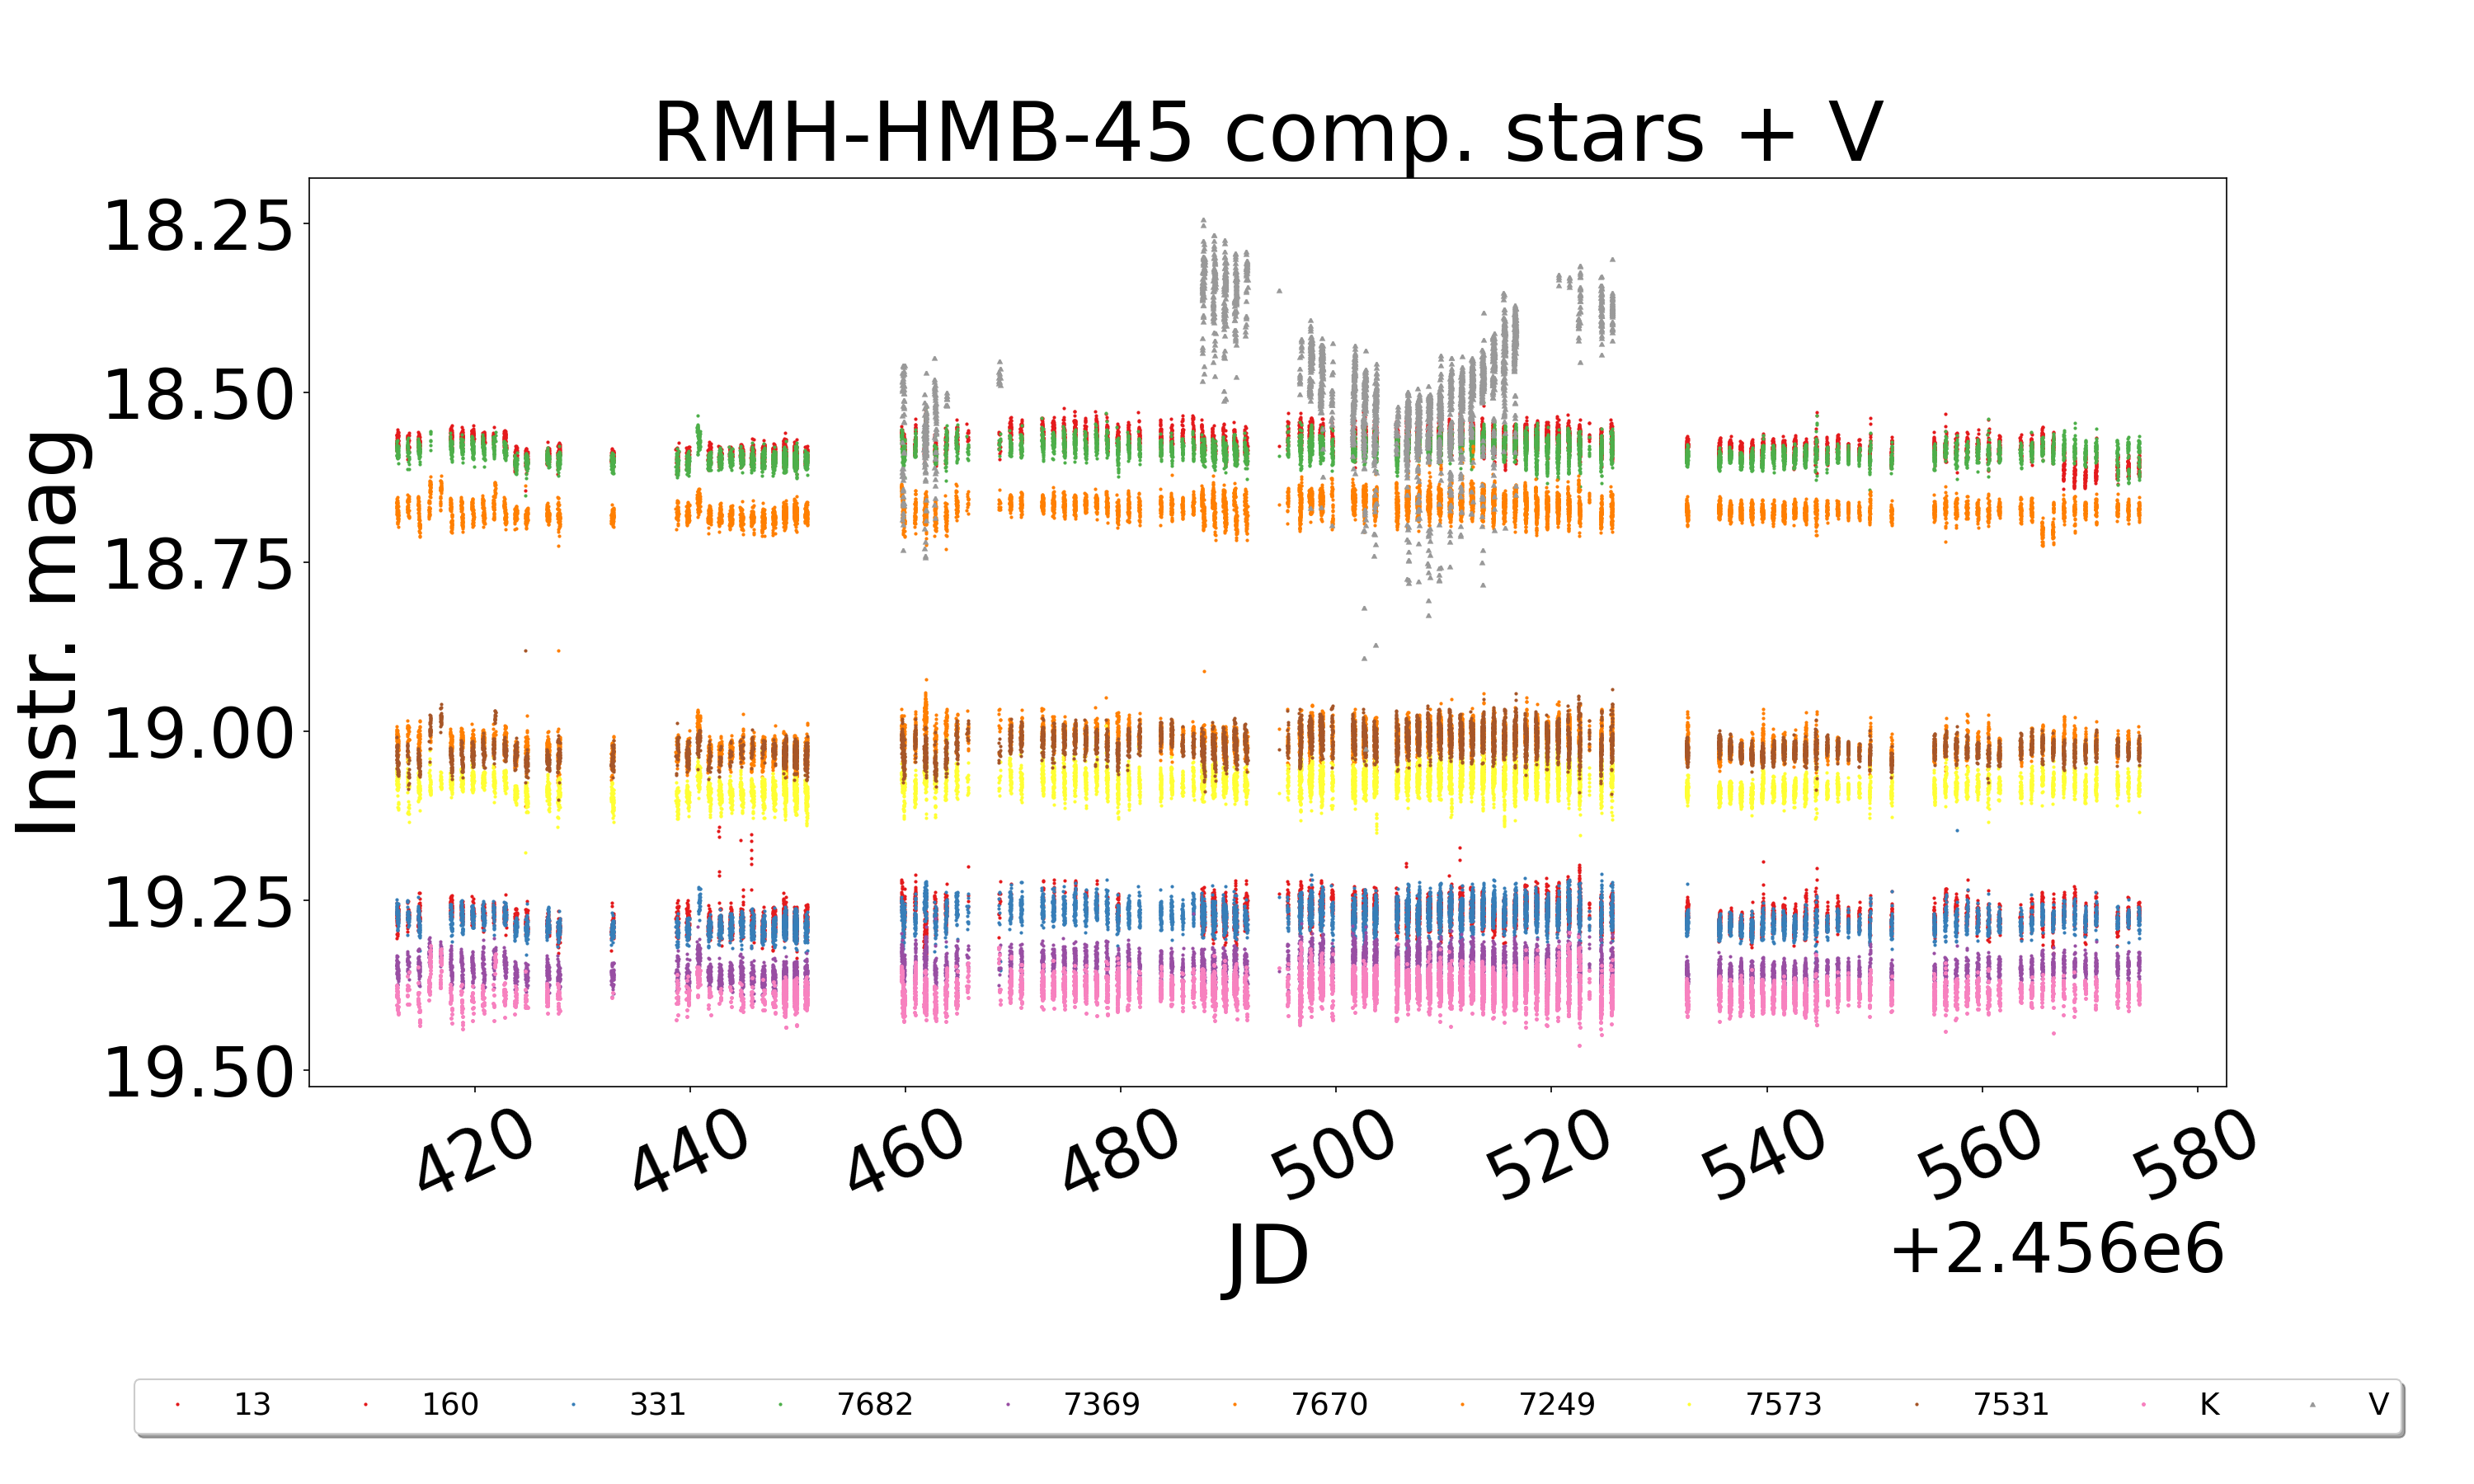 RMH-HMB-45 comp. stars + V
Instr. mag
18.25
18.50
18.75
19.00
19.25
19.50
420 440 460 480 500 520 540 560 580
JD
+2.456e6
13 160 331 7682 7369 7670 7249 7573 7531 K V